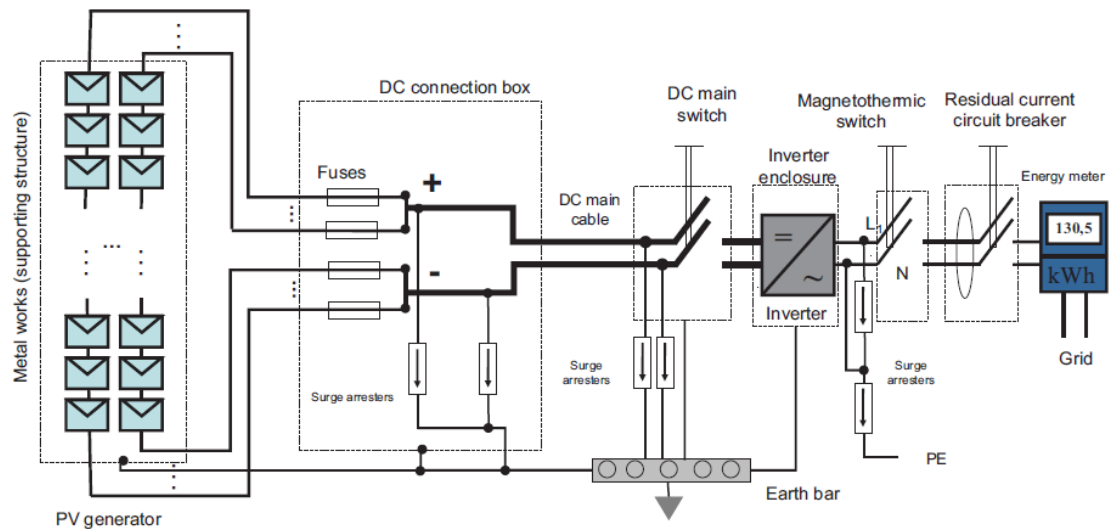 DC connection box
DC main
switch
Magnetothermic
switch
Residual current
circuit breaker
Metal works (supporting structure)
Fuses
+
-
DC main
cable
Inverter
enclosure
Energy meter
L1
N
=
~
130,5
kWh
Inverter
Grid
Surge arresters
Surge
arresters
Surge
arresters
PE
Earth bar
PV generator